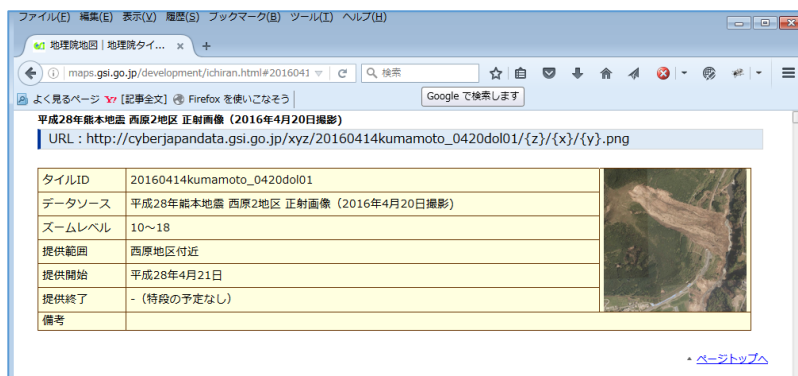 ファイル(F) 編集(E) 表示(V) 履歴(S) ブックマーク(B) ツール(T) ヘルプ(H)
地理院地図 | 地理院タイ... × +
maps.gsi.go.jp/development/ichiran.html#201604 検索
よく見るページ Y! [記事全文] Firefox を使いこなそう Google で検索します
平成28年熊本地震 西原2地区 正射画像（2016年4月20日撮影)
URL : http://cyberjapandata.gsi.go.jp/xyz/20160414kumamoto_0420dol01/{z}/{x}/{y}.png
タイルID 20160414kumamoto_0420dol01
データソース 平成28年熊本地震 西原2地区 正射画像（2016年4月20日撮影)
ズームレベル 10～18
提供範囲 西原地区付近
提供開始 平成28年4月21日
提供終了 -（特段の予定なし）
備考
ページトップへ